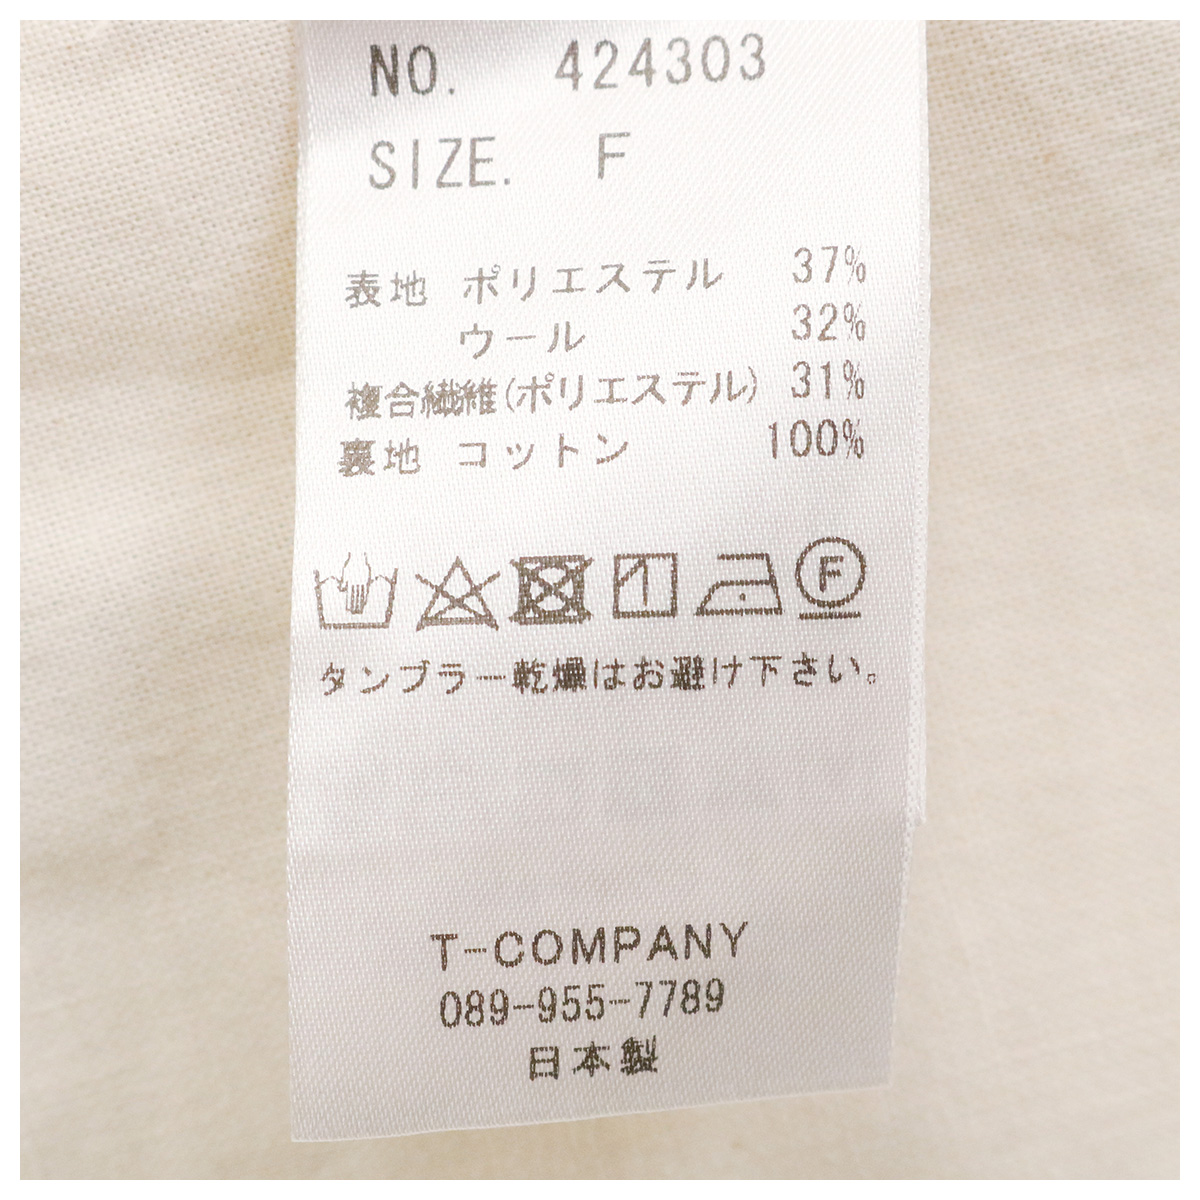 NO. 424303
SIZE. F
表地 ポリエステル 37%
ウール 32%
複合繊維(ポリエステル) 31%
裏地 コットン 100%
F
タンブラー乾燥はお避け下さい。
T-COMPANY
089-955-7789
日本製